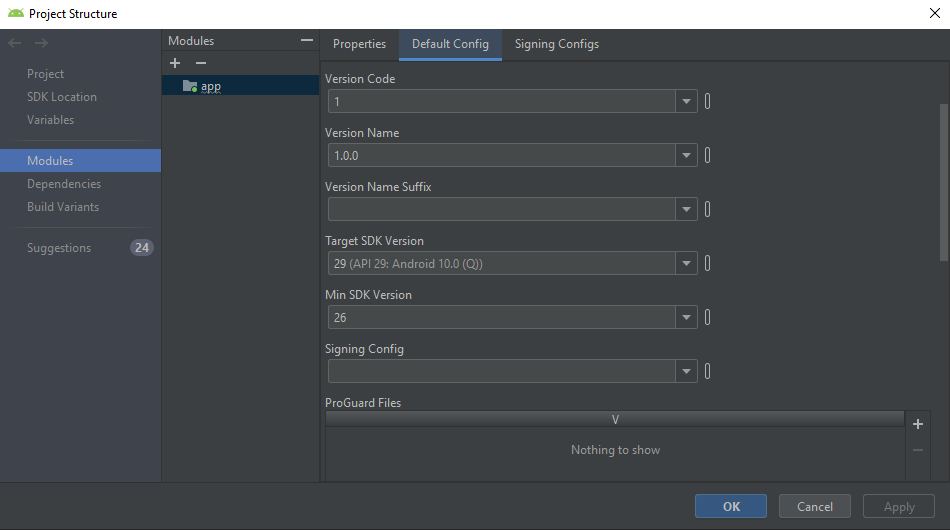 Project Structure
Project
SDK Location
Variables
Modules
Dependencies
Build Variants
Suggestions
24
Modules
app
Properties
Default Config
Signing Configs
Version Code
1
Version Name
1.0.0
Version Name Suffix
Target SDK Version
29 (API 29: Android 10.0 (Q))
Min SDK Version
26
Signing Config
ProGuard Files
V
Nothing to show
OK
Cancel
Apply